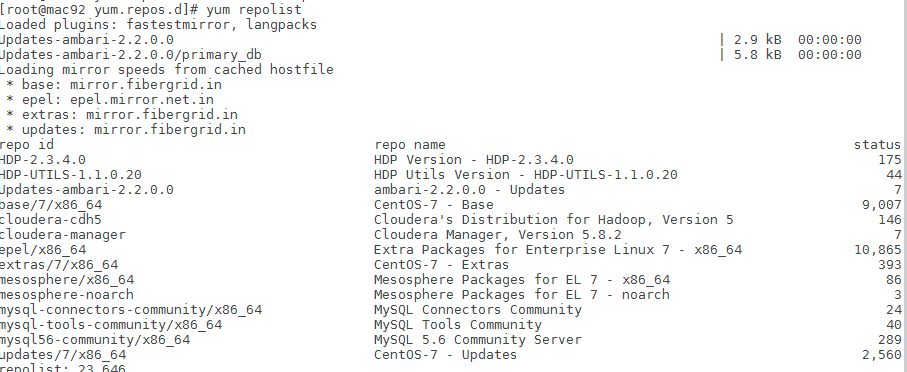 [root@mac92 yum.repos.d]# yum repolist
Loaded plugins: fastestmirror, langpacks
Updates-ambari-2.2.0.0 | 2.9 kB 00:00:00
Updates-ambari-2.2.0.0/primary_db | 5.8 kB 00:00:00
Loading mirror speeds from cached hostfile
* base: mirror.fibergrid.in
* epel: epel.mirror.net.in
* extras: mirror.fibergrid.in
* updates: mirror.fibergrid.in
repo id repo name status
HDP-2.3.4.0 HDP Version - HDP-2.3.4.0 175
HDP-UTILS-1.1.0.20 HDP Utils Version - HDP-UTILS-1.1.0.20 44
Updates-ambari-2.2.0.0 ambari-2.2.0.0 - Updates 7
base/7/x86_64 CentOS-7 - Base 9,007
cloudera-cdh5 Cloudera's Distribution for Hadoop, Version 5 146
cloudera-manager Cloudera Manager, Version 5.8.2 7
epel/x86_64 Extra Packages for Enterprise Linux 7 - x86_64 10,865
extras/7/x86_64 CentOS-7 - Extras 393
mesosphere/x86_64 Mesosphere Packages for EL 7 - x86_64 86
mesosphere-noarch Mesosphere Packages for EL 7 - noarch 3
mysql-connectors-community/x86_64 MySQL Connectors Community 24
mysql-tools-community/x86_64 MySQL Tools Community 40
mysql56-community/x86_64 MySQL 5.6 Community Server 289
updates/7/x86_64 CentOS-7 - Updates 2,560
repolist: 23,646